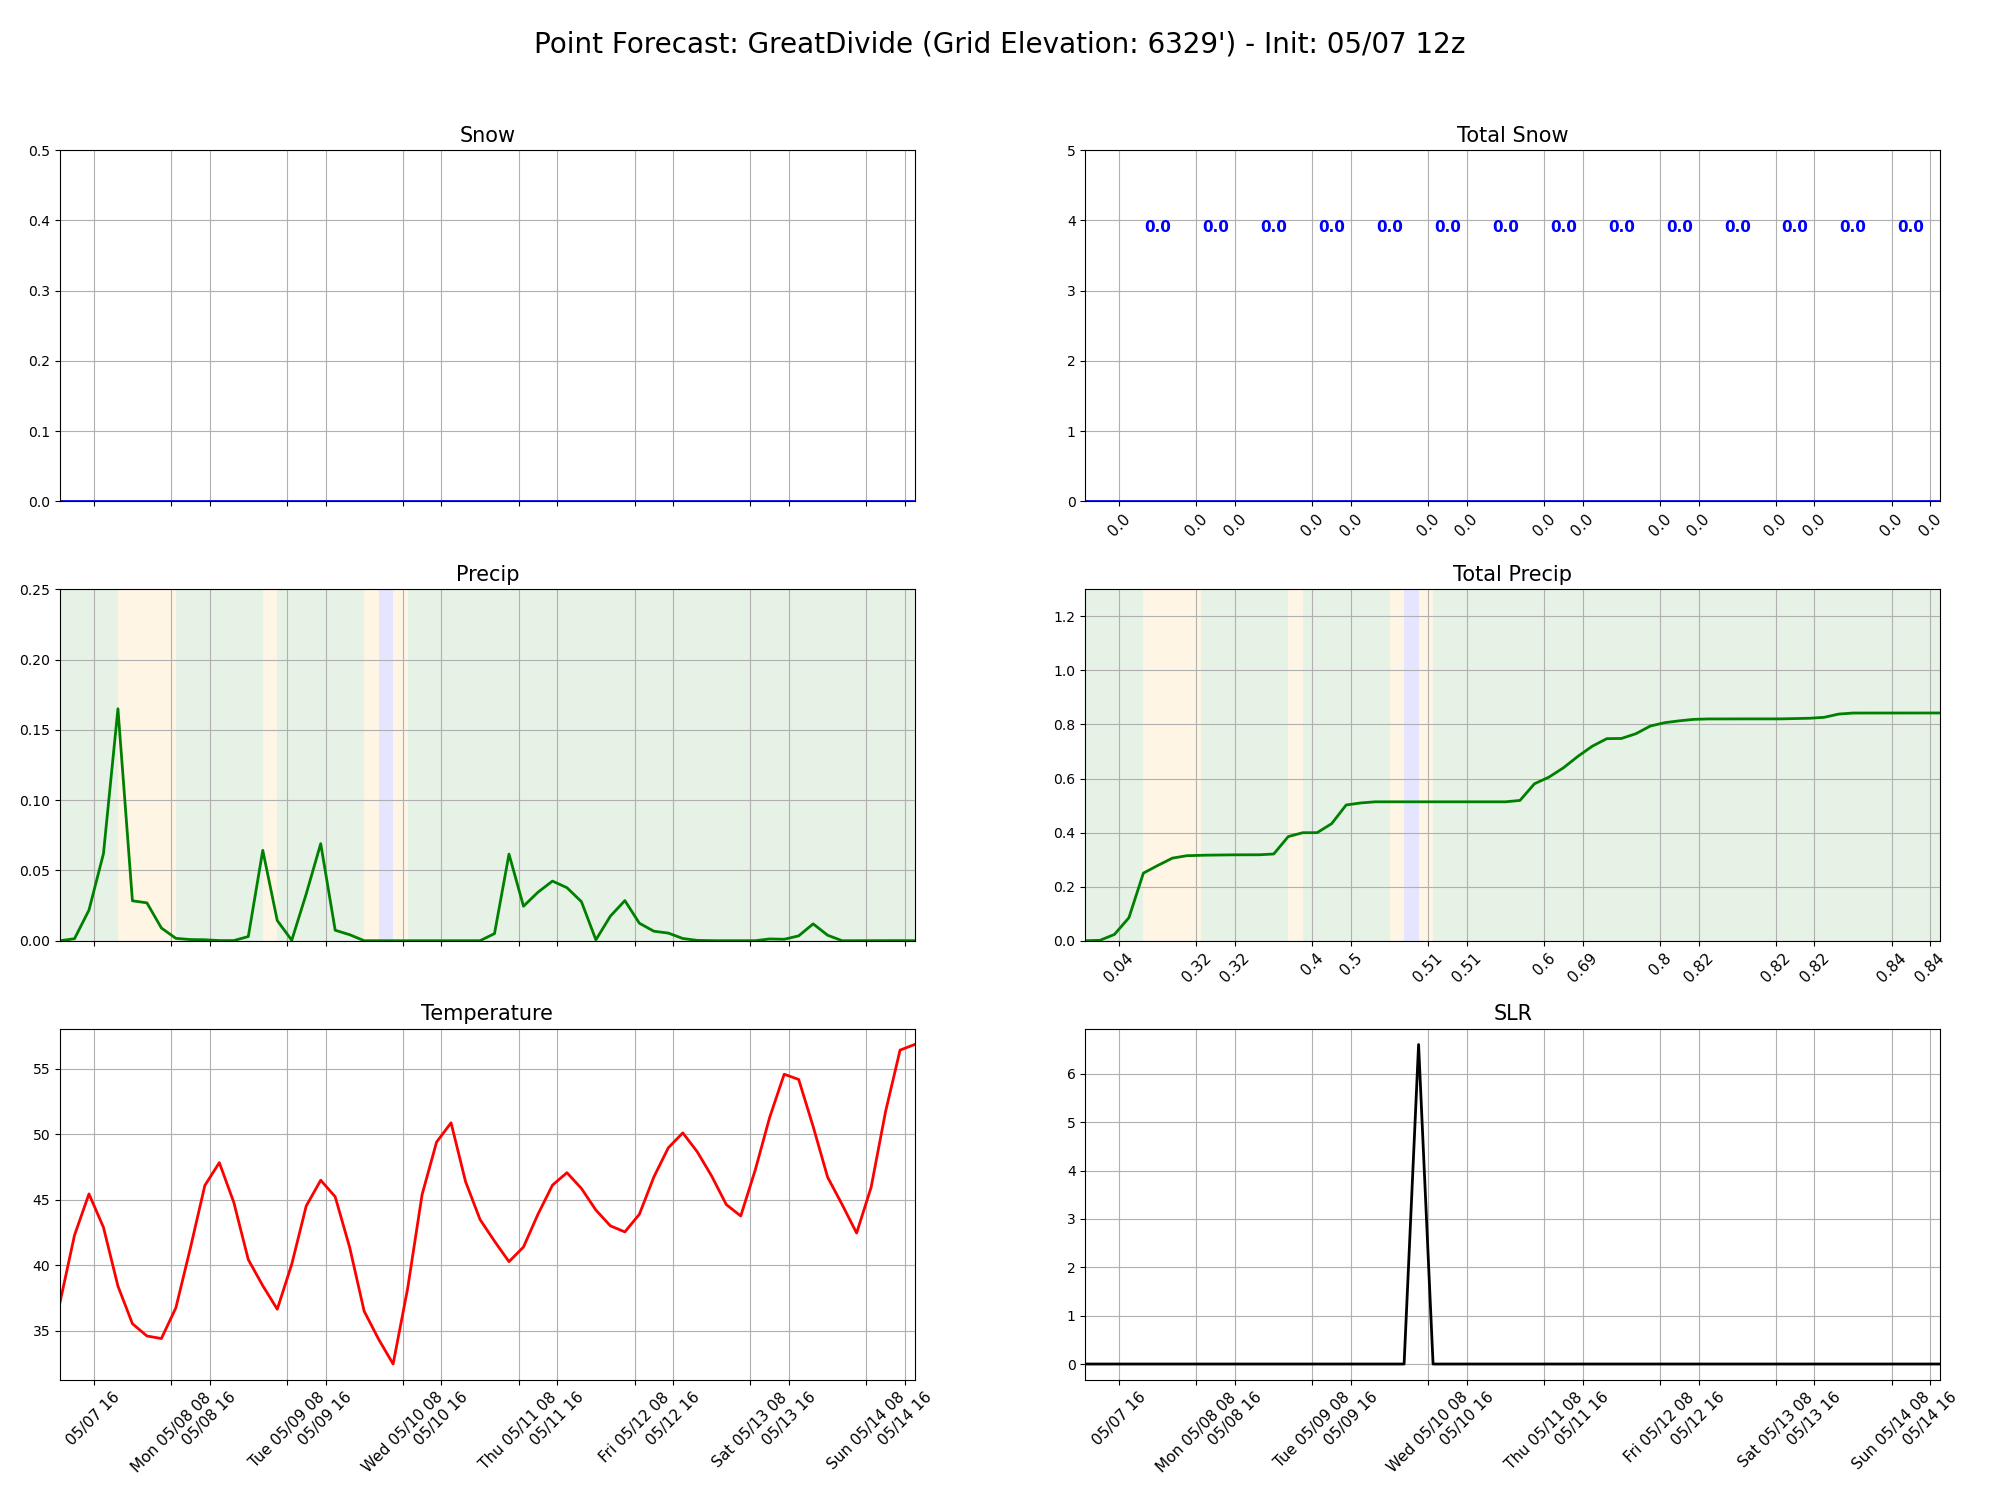 Point Forecast: GreatDivide (Grid Elevation: 6329') - Init: 05/07 12z
Snow
0.5
0.4
0.3
0.2
0.1
0.0
Total Snow
5
4
3
2
1
0
0.0 0.0 0.0 0.0 0.0 0.0 0.0 0.0 0.0 0.0 0.0 0.0 0.0 0.0
0.0 0.0 0.0 0.0 0.0 0.0 0.0 0.0 0.0 0.0 0.0 0.0 0.0 0.0 0.0
Precip
0.25
0.20
0.15
0.10
0.05
0.00
Total Precip
1.2
1.0
0.8
0.6
0.4
0.2
0.0
0.04 0.32 0.32 0.4 0.5 0.51 0.51 0.6 0.69 0.8 0.82 0.82 0.82 0.84 0.84
Temperature
55
50
45
40
35
05/07 16
Mon 05/08 08
05/08 16
Tue 05/09 08
05/09 16
Wed 05/10 08
05/10 16
Thu 05/11 08
05/11 16
Fri 05/12 08
05/12 16
Sat 05/13 08
05/13 16
Sun 05/14 08
05/14 16
SLR
6
5
4
3
2
1
0
05/07 16
Mon 05/08 08
05/08 16
Tue 05/09 08
05/09 16
Wed 05/10 08
05/10 16
Thu 05/11 08
05/11 16
Fri 05/12 08
05/12 16
Sat 05/13 08
05/13 16
Sun 05/14 08
05/14 16